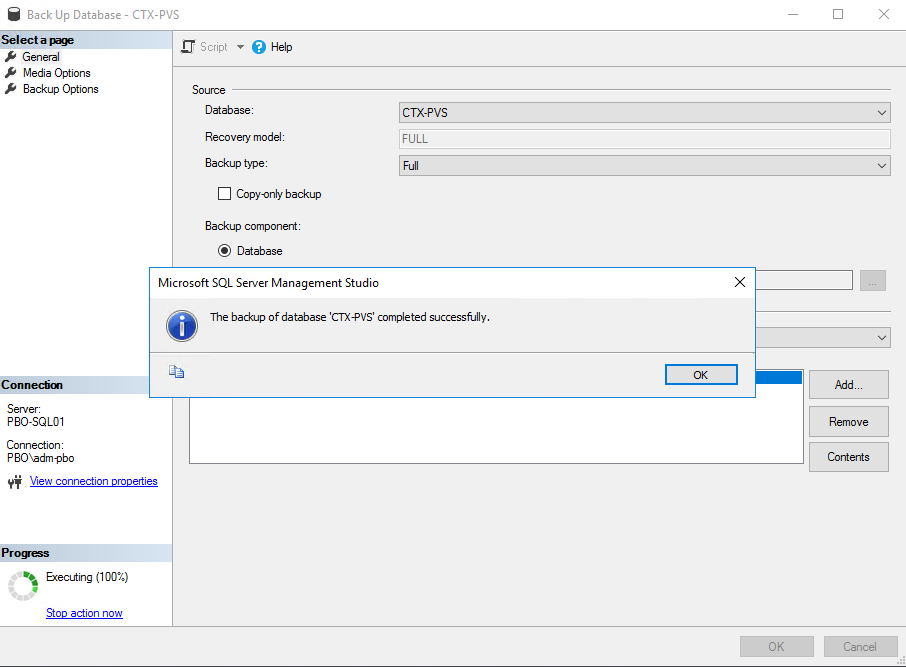 Back Up Database - CTX-PVS
Select a page
General
Media Options
Backup Options
Script
Help
Source
Database:
CTX-PVS
Recovery model:
FULL
Backup type:
Full
Copy-only backup
Backup component:
Database
...
Microsoft SQL Server Management Studio
The backup of database 'CTX-PVS' completed successfully.
OK
Add...
Remove
Contents
Connection
Server:
PBO-SQL01
Connection:
PBO\adm-pbo
View connection properties
Progress
Executing (100%)
Stop action now
OK
Cancel